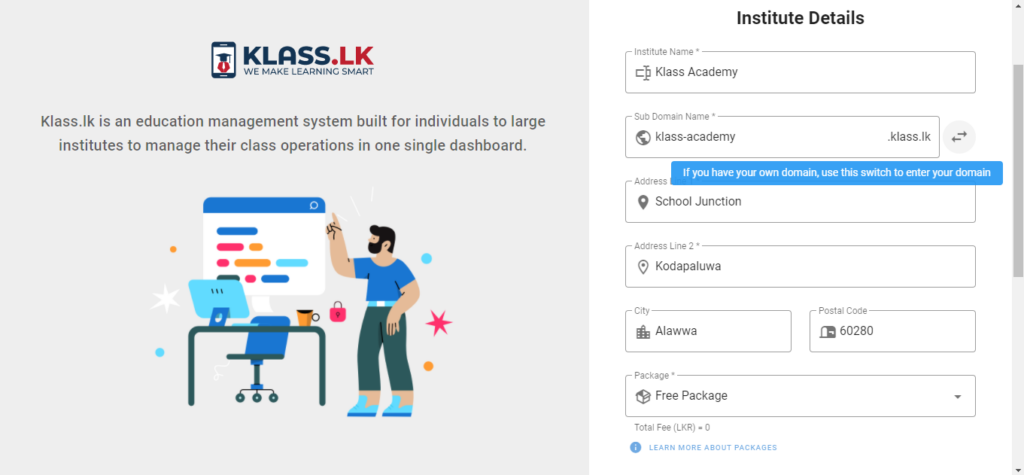 KLASS.LK
WE MAKE LEARNING SMART
Klass.lk is an education management system built for individuals to large
institutes to manage their class operations in one single dashboard.
Institute Details
Institute Name *
Klass Academy
Sub Domain Name *
klass-academy .klass.lk
If you have your own domain, use this switch to enter your domain
Address
School Junction
Address Line 2 *
Kodapaluwa
City
Alawwa
Postal Code
60280
Package *
Free Package
Total Fee (LKR) = 0
LEARN MORE ABOUT PACKAGES